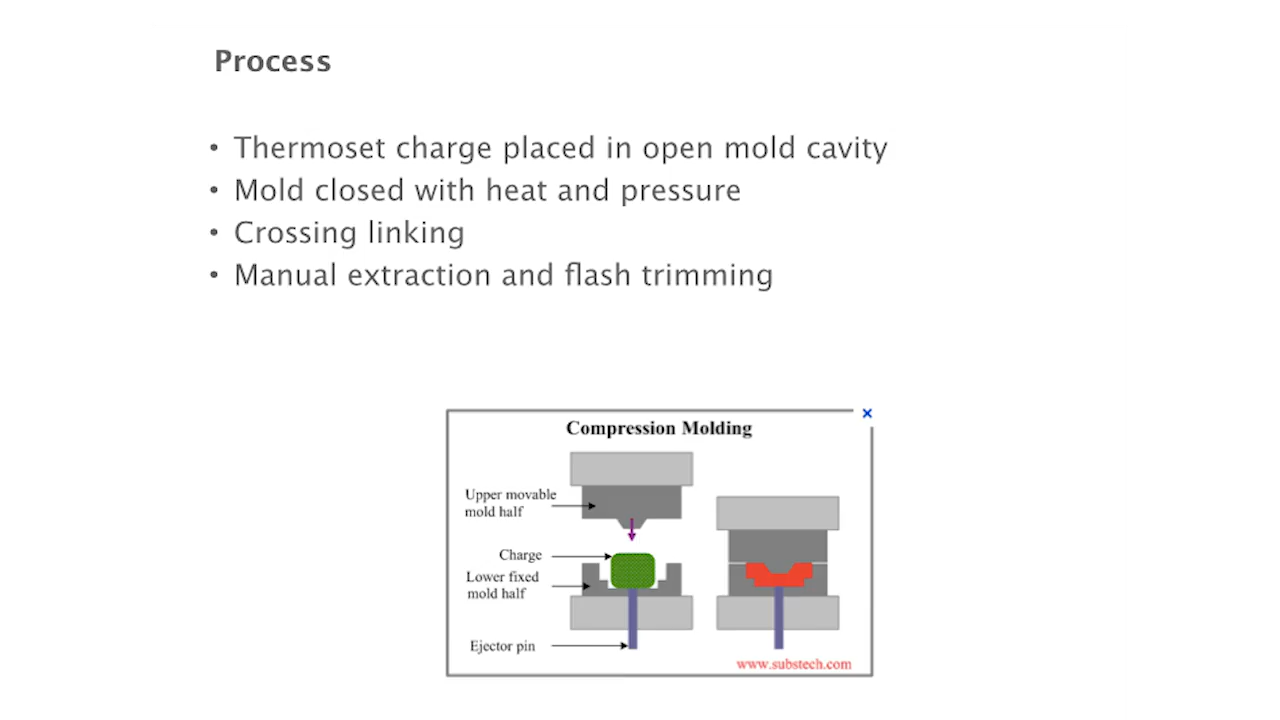 Process
• Thermoset charge placed in open mold cavity
• Mold closed with heat and pressure
• Crossing linking
• Manual extraction and flash trimming
Compression Molding
Upper movable
mold half
Charge
Lower fixed
mold half
Ejector pin
www.substech.com